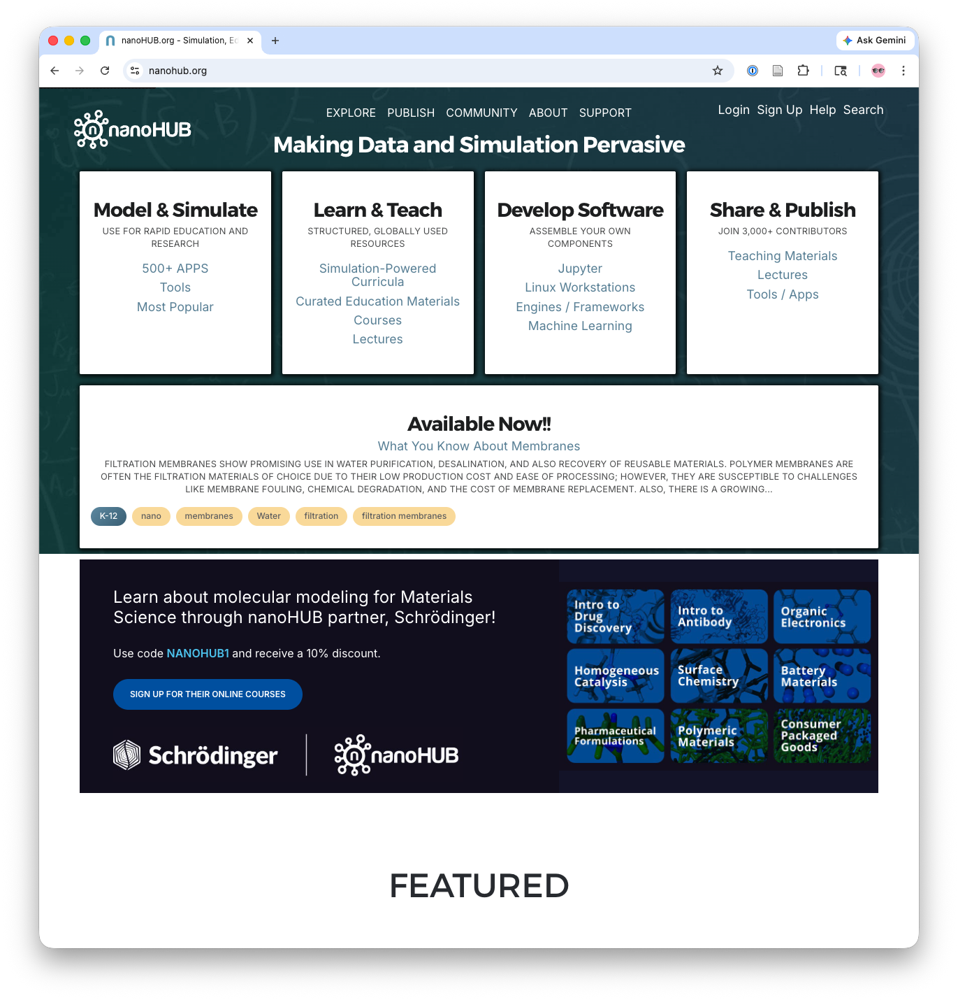 nanoHUB.org - Simulation, Ed
Ask Gemini
nanohub.org
nanoHUB
EXPLORE PUBLISH COMMUNITY ABOUT SUPPORT
Login Sign Up Help Search
Making Data and Simulation Pervasive
Model & Simulate
USE FOR RAPID EDUCATION AND
RESEARCH
500+ APPS
Tools
Most Popular
Learn & Teach
STRUCTURED, GLOBALLY USED
RESOURCES
Simulation-Powered
Curricula
Curated Education Materials
Courses
Lectures
Develop Software
ASSEMBLE YOUR OWN
COMPONENTS
Jupyter
Linux Workstations
Engines / Frameworks
Machine Learning
Share & Publish
JOIN 3,000+ CONTRIBUTORS
Teaching Materials
Lectures
Tools / Apps
Available Now!!
What You Know About Membranes
FILTRATION MEMBRANES SHOW PROMISING USE IN WATER PURIFICATION, DESALINATION, AND ALSO RECOVERY OF REUSABLE MATERIALS. POLYMER MEMBRANES ARE
OFTEN THE FILTRATION MATERIALS OF CHOICE DUE TO THEIR LOW PRODUCTION COST AND EASE OF PROCESSING; HOWEVER, THEY ARE SUSCEPTIBLE TO CHALLENGES
LIKE MEMBRANE FOULING, CHEMICAL DEGRADATION, AND THE COST OF MEMBRANE REPLACEMENT. ALSO, THERE IS A GROWING...
K-12 nano membranes Water filtration filtration membranes
Learn about molecular modeling for Materials
Science through nanoHUB partner, Schrödinger!
Use code NANOHUB1 and receive a 10% discount.
SIGN UP FOR THEIR ONLINE COURSES
Schrödinger
nanoHUB
Intro to
Drug
Discovery
Intro to
Antibody
Organic
Electronics
Homogeneous
Catalysis
Surface
Chemistry
Battery
Materials
Pharmaceutical
Formulations
Polymeric
Materials
Consumer
Packaged
Goods
FEATURED